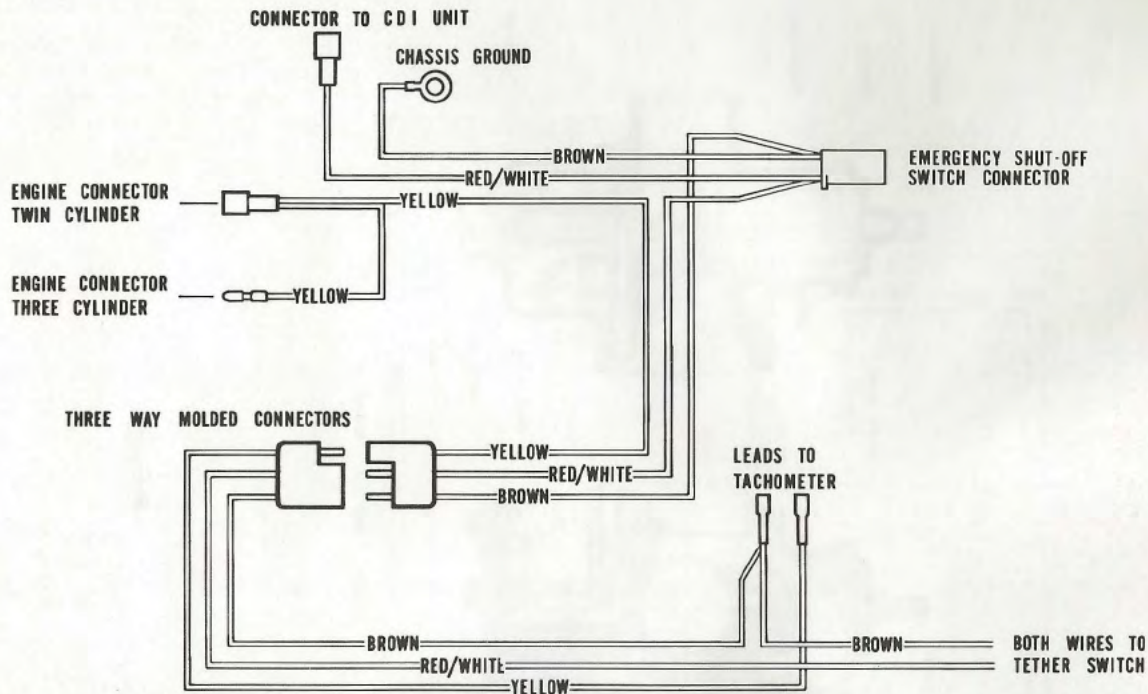 CONNECTOR TO CDI UNIT
CHASSIS GROUND
BROWN
RED/WHITE
EMERGENCY SHUT-OFF
SWITCH CONNECTOR
ENGINE CONNECTOR
TWIN CYLINDER
YELLOW
ENGINE CONNECTOR
THREE CYLINDER
YELLOW
THREE WAY MOLDED CONNECTORS
YELLOW
RED/WHITE
BROWN
LEADS TO
TACHOMETER
BROWN
BROWN
BOTH WIRES TO
TETHER SWITCH
RED/WHITE
YELLOW